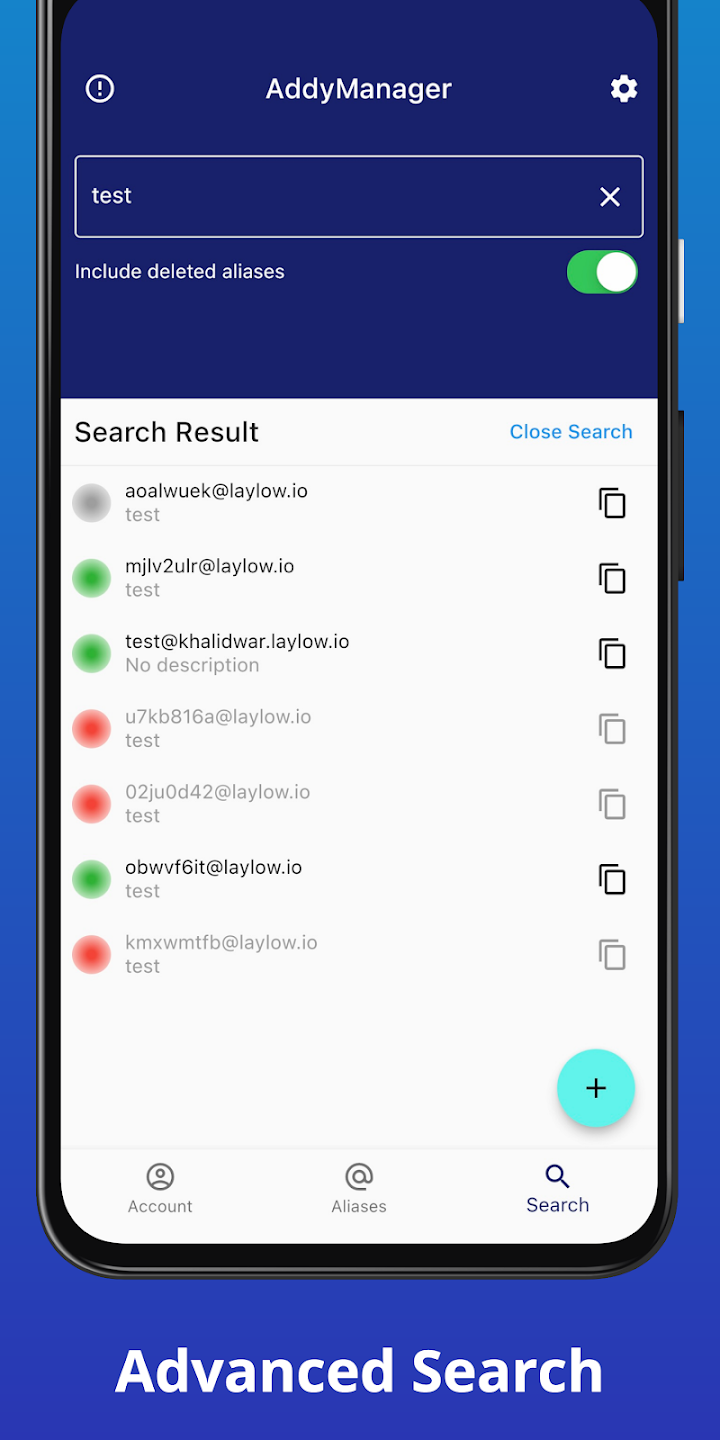 AddyManager
test
Include deleted aliases
Search Result
Close Search
aoalwuek@laylow.io
test
mjlv2ulr@laylow.io
test
test@khalidwar.laylow.io
No description
u7kb816a@laylow.io
test
02ju0d42@laylow.io
test
obwvf6it@laylow.io
test
kmxwmtfb@laylow.io
test
Account
Aliases
Search
Advanced Search